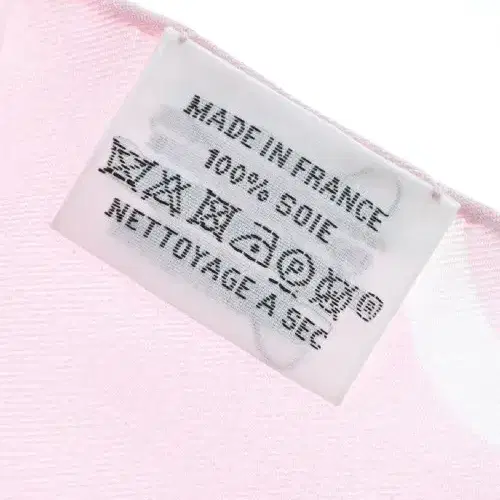 MADE IN FRANCE
100% SOIE
P W ®
NETTOYAGE A SEC